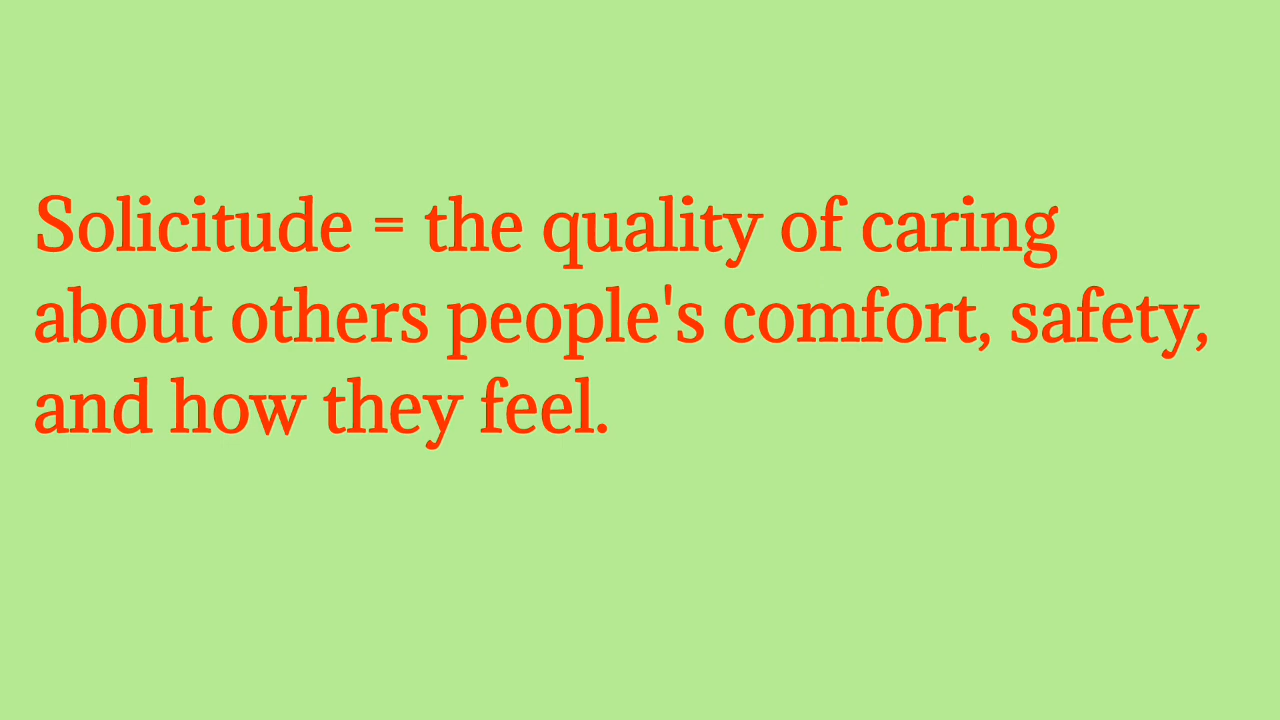 Solicitude = the quality of caring
about others people's comfort, safety,
and how they feel.